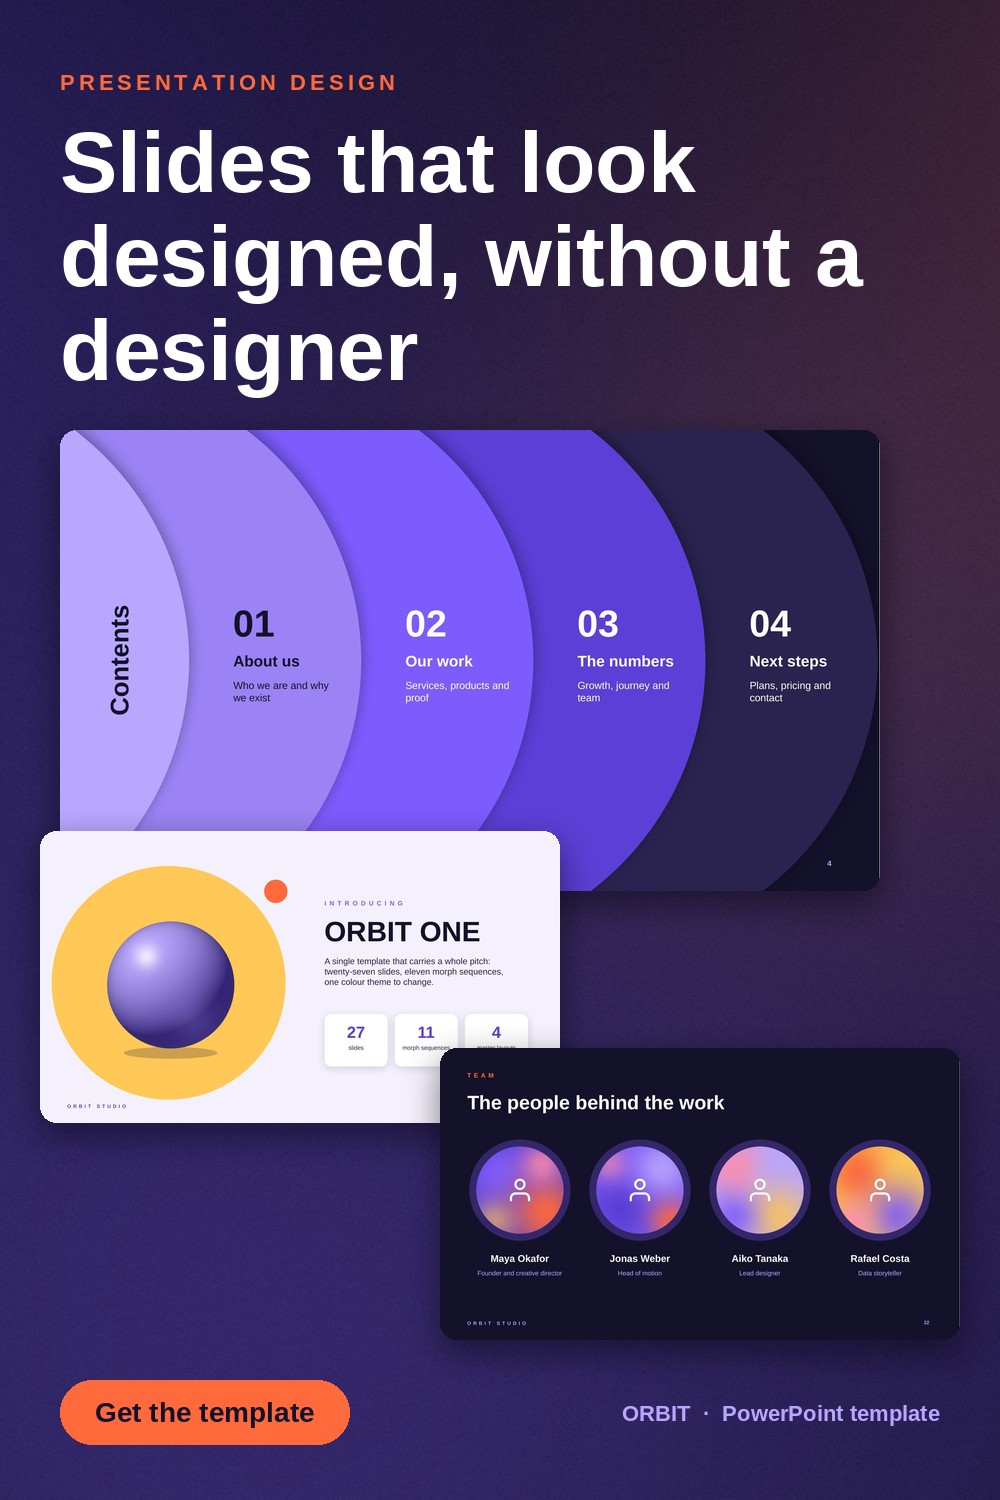 PRESENTATION DESIGN
Slides that look
designed, without a
designer
Contents
01
About us
Who we are and why
we exist
02
Our work
Services, products and
proof
03
The numbers
Growth, journey and
team
04
Next steps
Plans, pricing and
contact
4
INTRODUCING
ORBIT ONE
A single template that carries a whole pitch:
twenty-seven slides, eleven morph sequences,
one colour theme to change.
27
slides
11
morph sequences
4
ORBIT STUDIO
TEAM
The people behind the work
Maya Okafor
Founder and creative director
Jonas Weber
Head of motion
Aiko Tanaka
Lead designer
Rafael Costa
Data storyteller
ORBIT STUDIO
22
Get the template
ORBIT · PowerPoint template